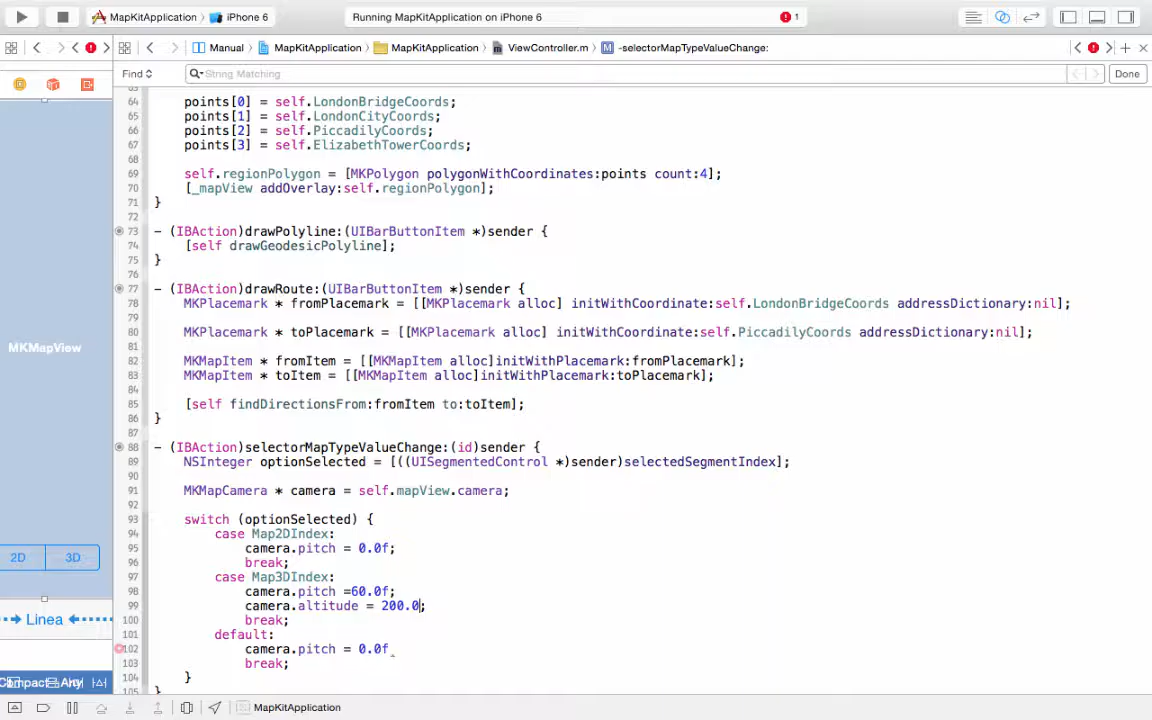 MapKitApplication iPhone 6
Running MapKitApplication on iPhone 6
1
Manual MapKitApplication MapKitApplication ViewController.m M -selectorMapTypeValueChange:
Find String Matching Done
64 points[0] = self.LondonBridgeCoords;
65 points[1] = self.LondonCityCoords;
66 points[2] = self.PiccadilyCoords;
67 points[3] = self.ElizabethTowerCoords;
68
69 self.regionPolygon = [MKPolygon polygonWithCoordinates:points count:4];
70 [_mapView addOverlay:self.regionPolygon];
71 }
72
73 - (IBAction)drawPolyline:(UIBarButtonItem *)sender {
74 [self drawGeodesicPolyline];
75 }
76
77 - (IBAction)drawRoute:(UIBarButtonItem *)sender {
78 MKPlacemark * fromPlacemark = [[MKPlacemark alloc] initWithCoordinate:self.LondonBridgeCoords addressDictionary:nil];
79
80 MKPlacemark * toPlacemark = [[MKPlacemark alloc] initWithCoordinate:self.PiccadilyCoords addressDictionary:nil];
81
82 MKMapItem * fromItem = [[MKMapItem alloc]initWithPlacemark:fromPlacemark];
83 MKMapItem * toItem = [[MKMapItem alloc]initWithPlacemark:toPlacemark];
84
85 [self findDirectionsFrom:fromItem to:toItem];
86 }
87
88 - (IBAction)selectorMapTypeValueChange:(id)sender {
89 NSInteger optionSelected = [((UISegmentedControl *)sender)selectedSegmentIndex];
90
91 MKMapCamera * camera = self.mapView.camera;
92
93 switch (optionSelected) {
94 case Map2DIndex:
95 camera.pitch = 0.0f;
96 break;
97 case Map3DIndex:
98 camera.pitch =60.0f;
99 camera.altitude = 200.0;
100 break;
101 default:
102 camera.pitch = 0.0f
103 break;
104 }
105 }
MKMapView
2D 3D
Linea
Compact Any
MapKitApplication